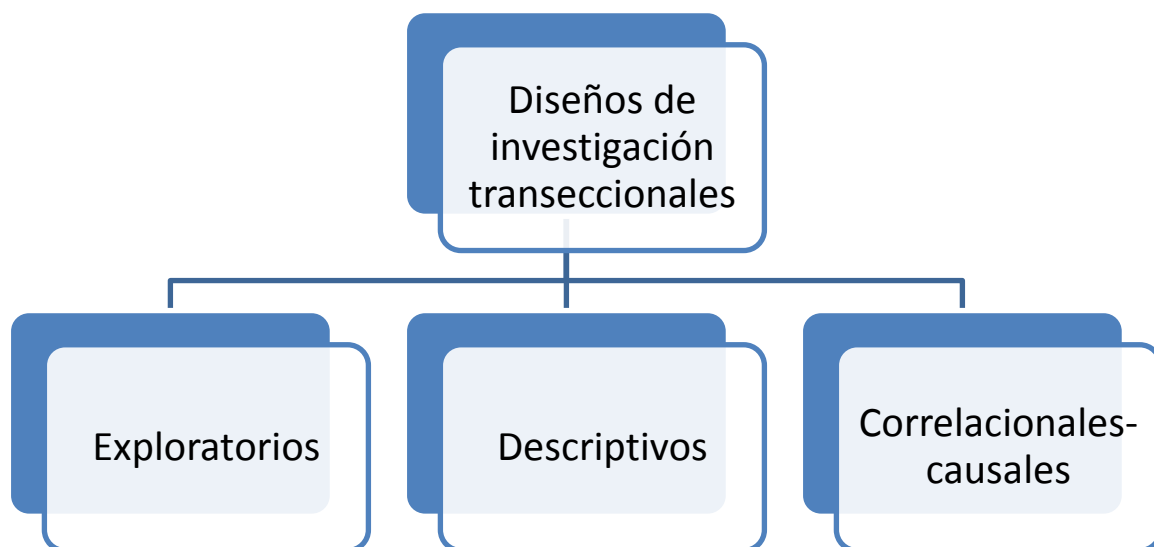 Diseños de
investigación
transeccionales
Exploratorios
Descriptivos
Correlacionales-
causales